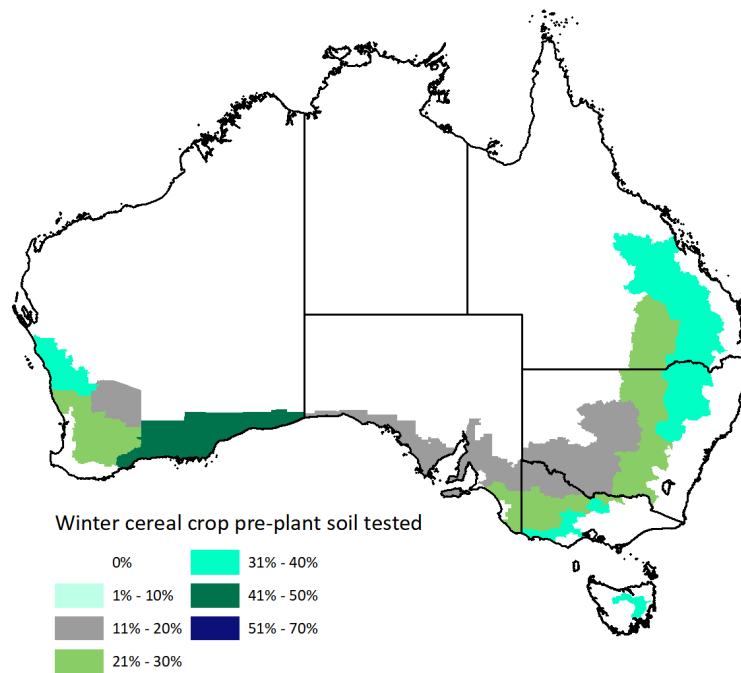 Winter cereal crop pre-plant soil tested
0%
1% - 10%
11% - 20%
21% - 30%
31% - 40%
41% - 50%
51% - 70%